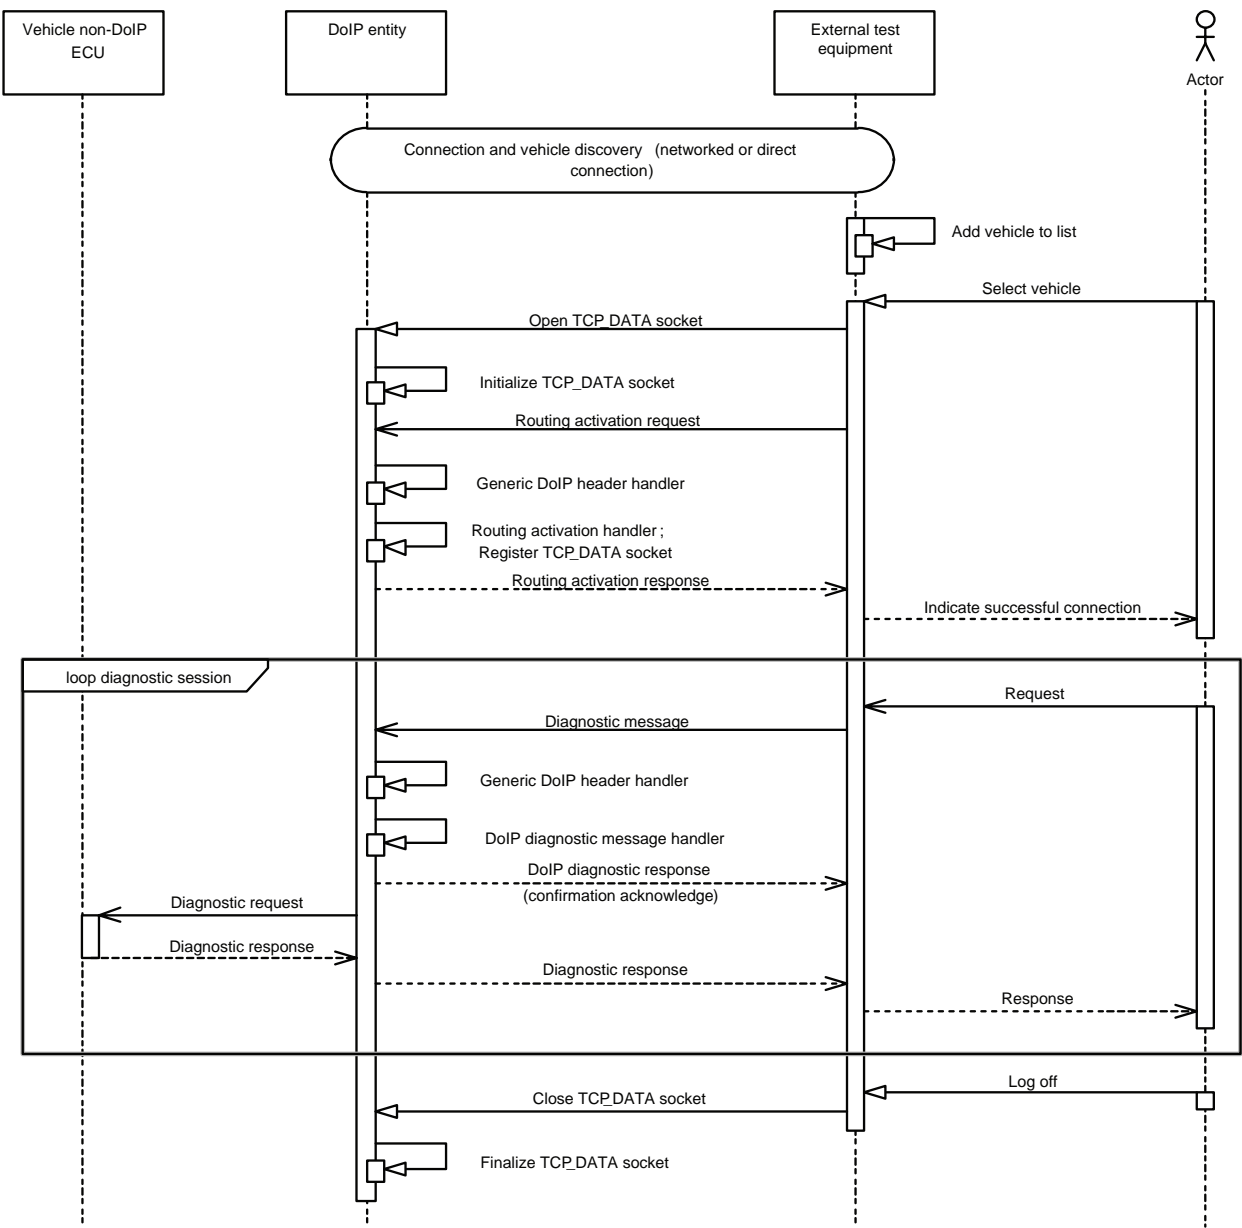 Vehicle non-DoIP
ECU
DoIP entity
External test
equipment
Actor
Connection and vehicle discovery (networked or direct
connection)
Add vehicle to list
Select vehicle
Open TCP_DATA socket
Initialize TCP_DATA socket
Routing activation request
Generic DoIP header handler
Routing activation handler ;
Register TCP_DATA socket
Routing activation response
Indicate successful connection
loop diagnostic session
Request
Diagnostic message
Generic DoIP header handler
DoIP diagnostic message handler
DoIP diagnostic response
(confirmation acknowledge)
Diagnostic request
Diagnostic response
Diagnostic response
Response
Log off
Close TCP_DATA socket
Finalize TCP_DATA socket